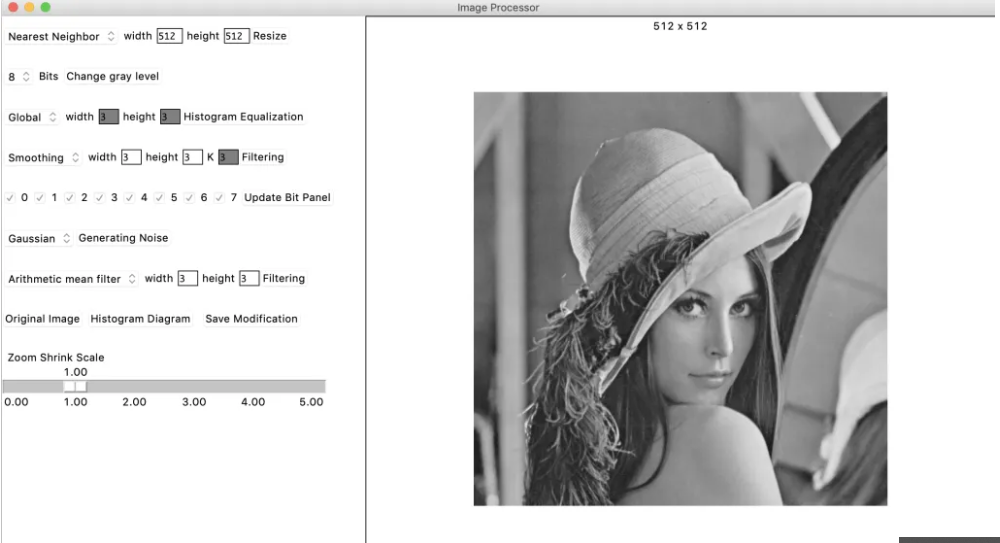 Image Processor
512 x 512
Nearest Neighbor width 512 height 512 Resize
8 Bits Change gray level
Global width 3 height 3 Histogram Equalization
Smoothing width 3 height 3 K 3 Filtering
0 1 2 3 4 5 6 7 Update Bit Panel
Gaussian Generating Noise
Arithmetic mean filter width 3 height 3 Filtering
Original Image Histogram Diagram Save Modification
Zoom Shrink Scale
1.00
0.00 1.00 2.00 3.00 4.00 5.00